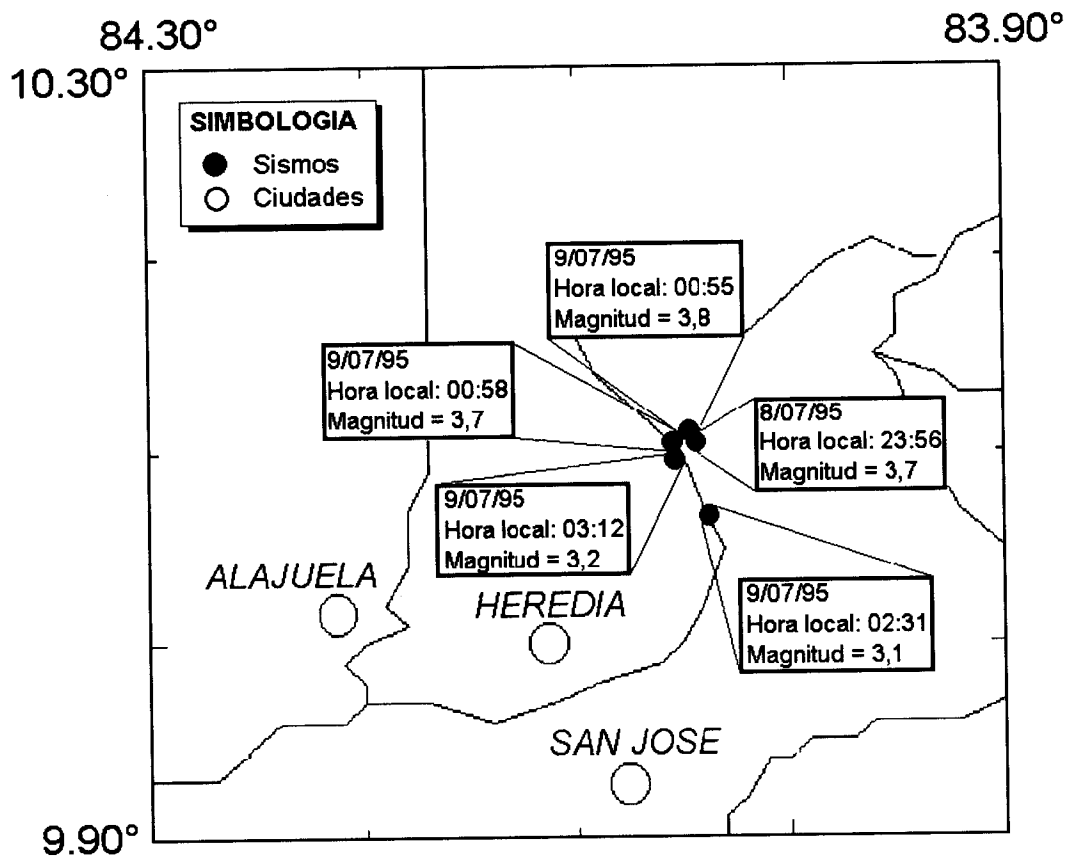 84.30°
83.90°
10.30°
SIMBOLOGIA
Sismos
Ciudades
9/07/95
Hora local: 00:55
Magnitud = 3,8
9/07/95
Hora local: 00:58
Magnitud = 3,7
8/07/95
Hora local: 23:56
Magnitud = 3,7
9/07/95
Hora local: 03:12
Magnitud = 3,2
ALAJUELA
HEREDIA
9/07/95
Hora local: 02:31
Magnitud = 3,1
SAN JOSE
9.90°